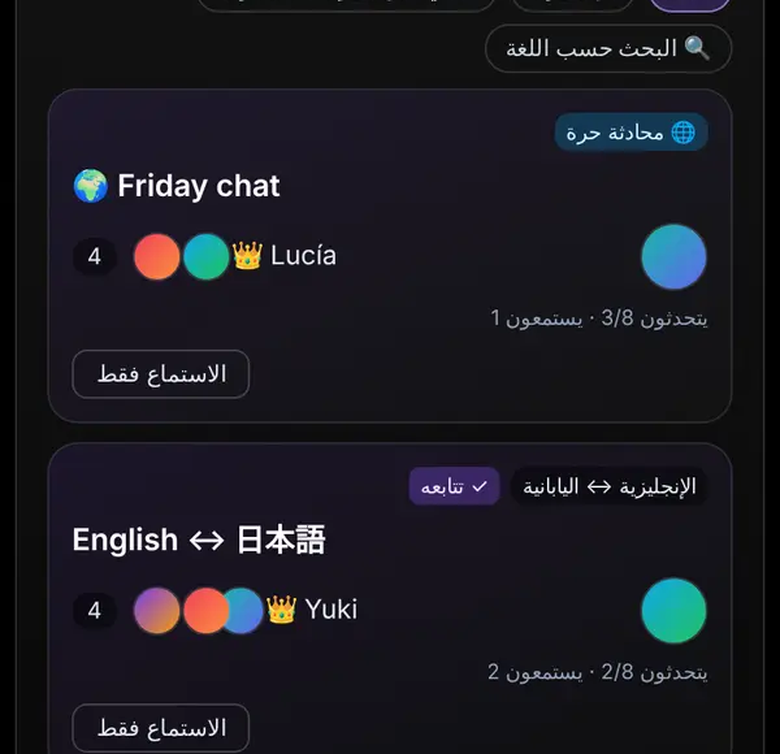 🔍 البحث حسب اللغة
🌐 محادثة حرة
🌍 Friday chat
4 👑 Lucía
يتحدثون 3/8 · يستمعون 1
الاستماع فقط
الإنجليزية ↔ اليابانية ✓ تتابعه
English ↔ 日本語
4 👑 Yuki
يتحدثون 2/8 · يستمعون 2
الاستماع فقط